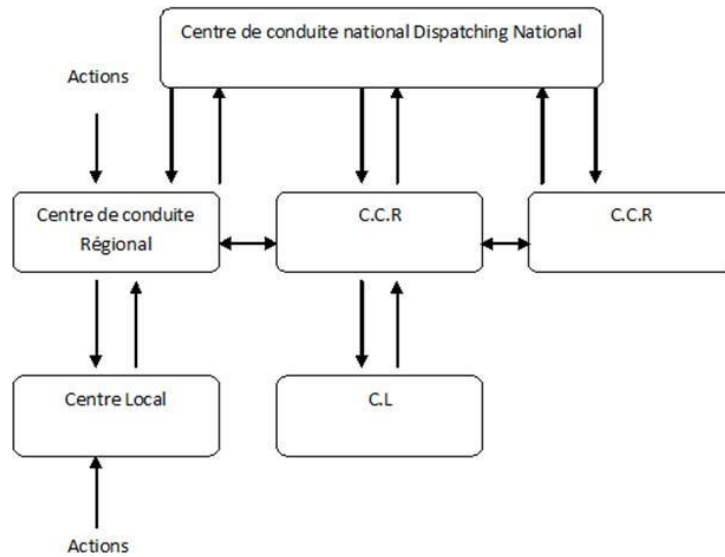 Centre de conduite national Dispatching National
Actions
Centre de conduite
Régional
C.C.R
C.C.R
Centre Local
C.L
Actions